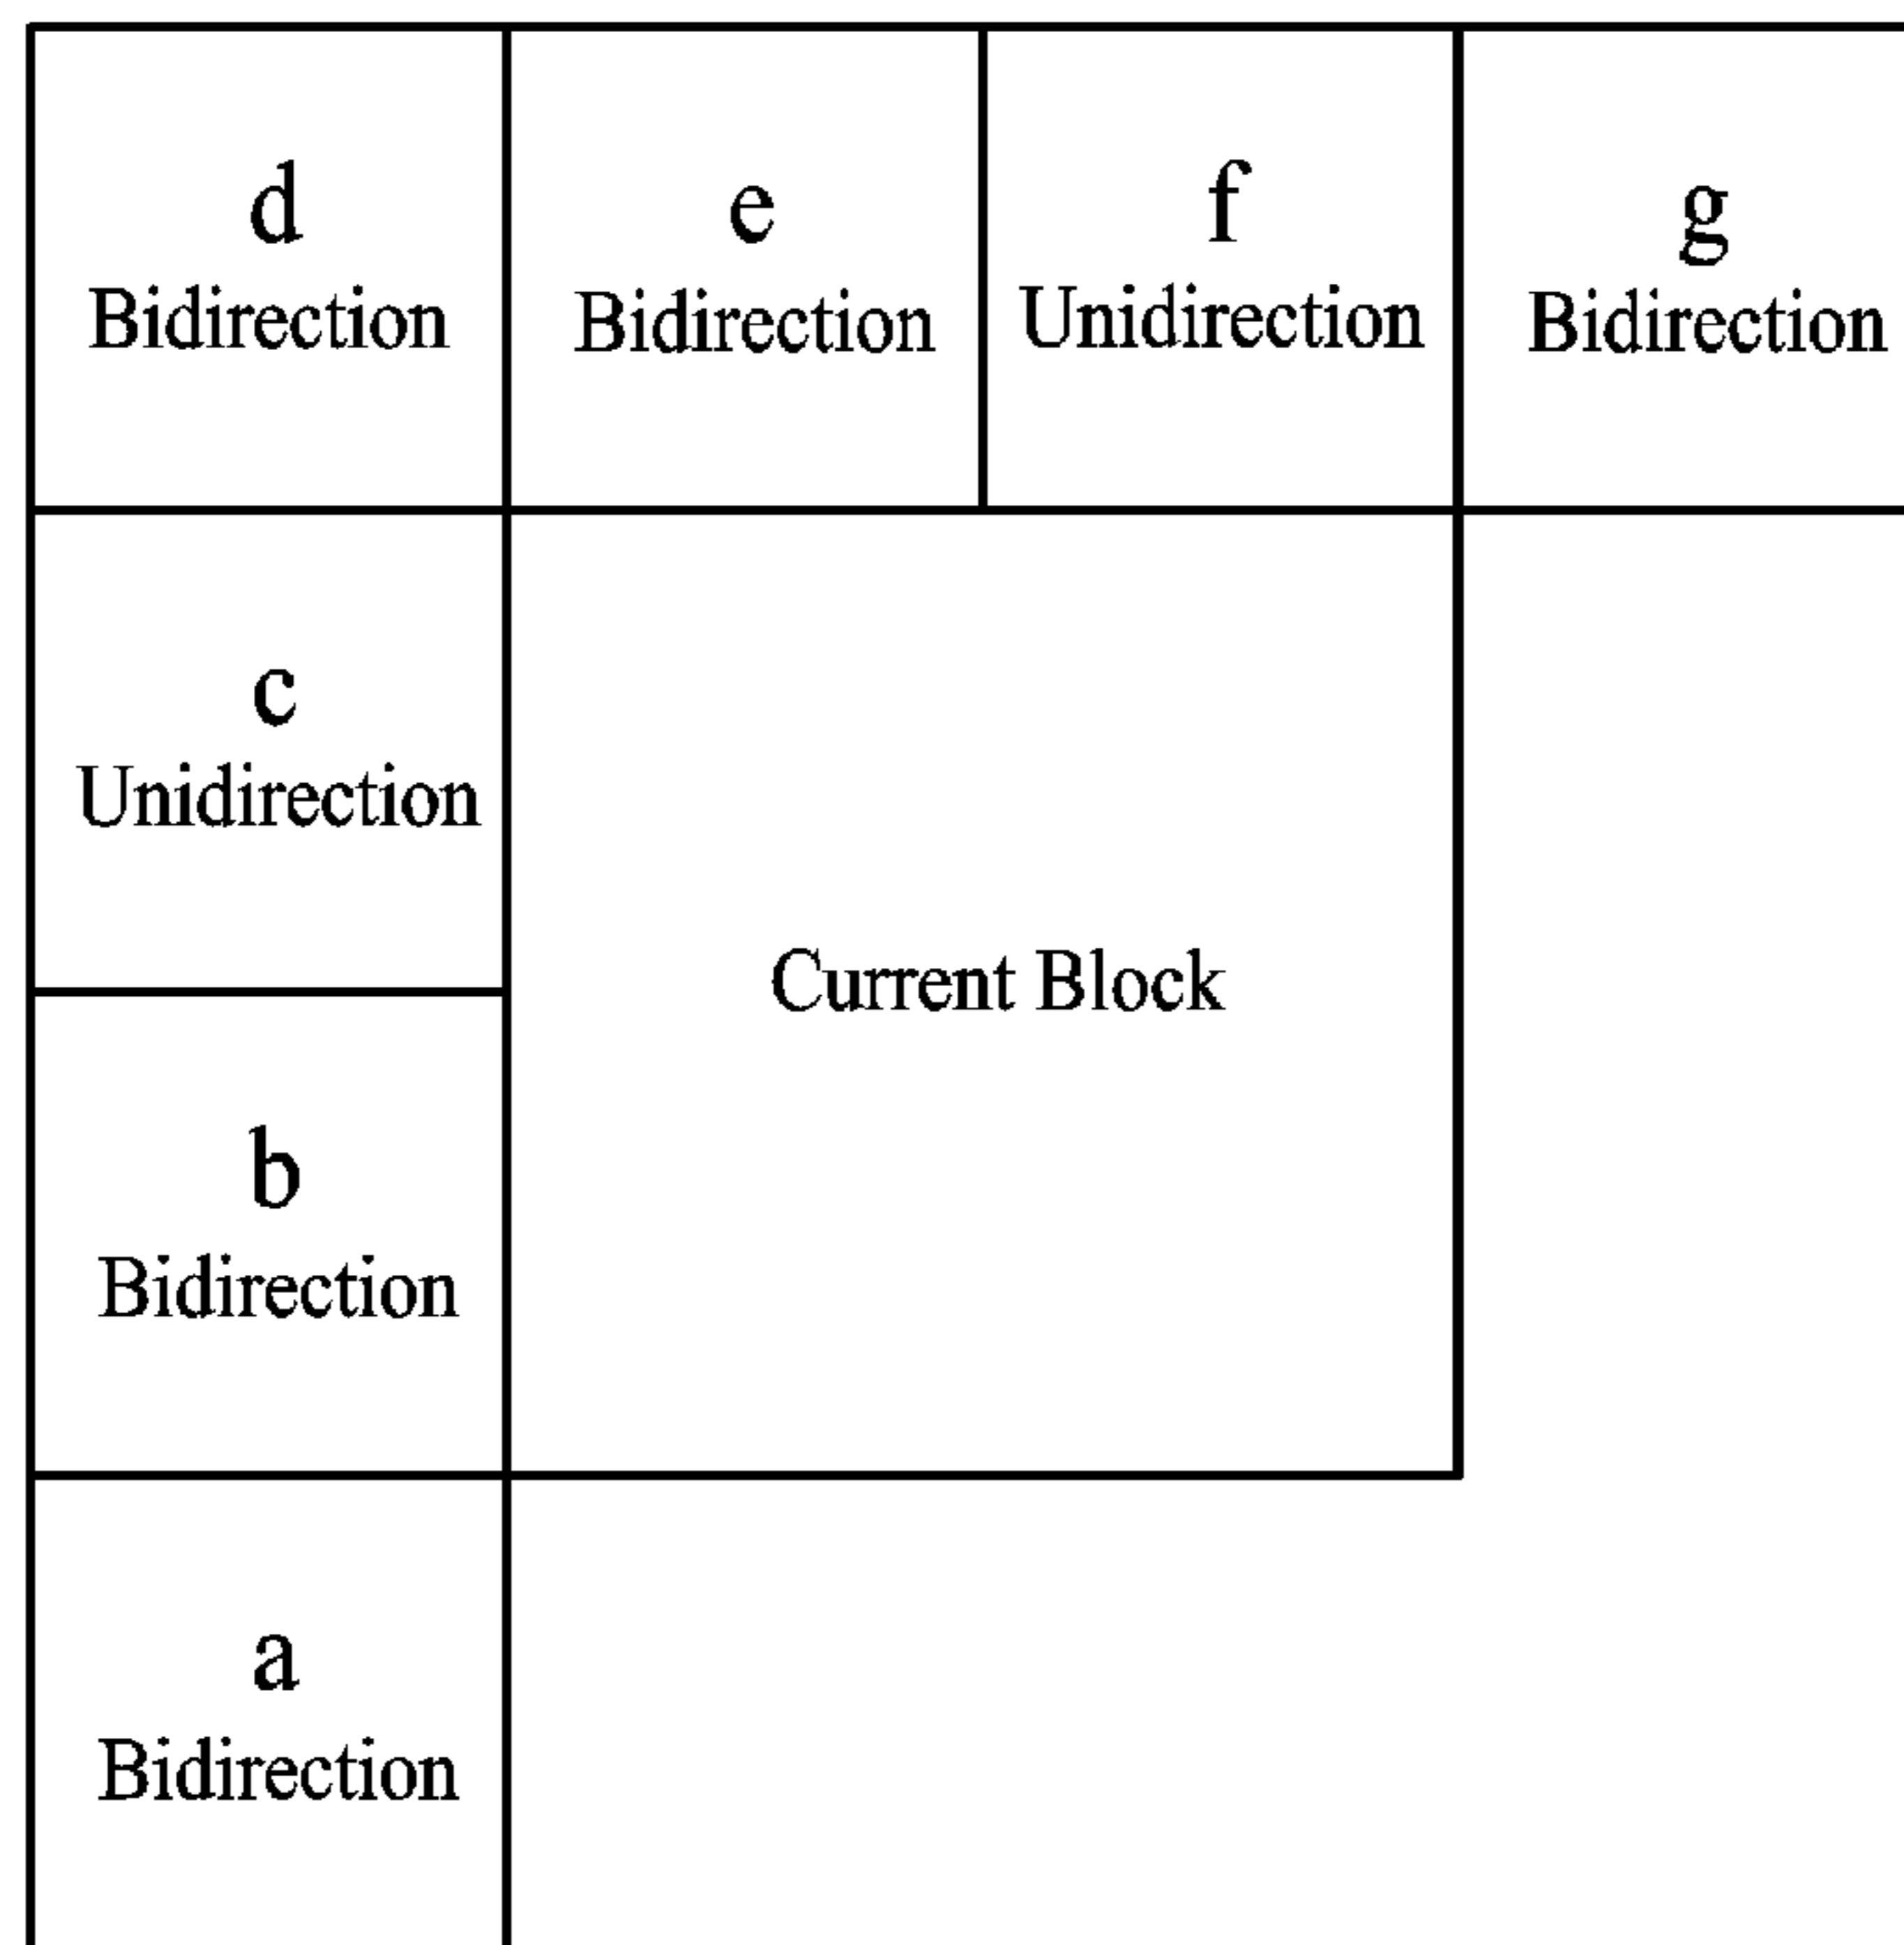 d
Bidirection
e
Bidirection
f
Unidirection
g
Bidirection
c
Unidirection
Current Block
b
Bidirection
a
Bidirection